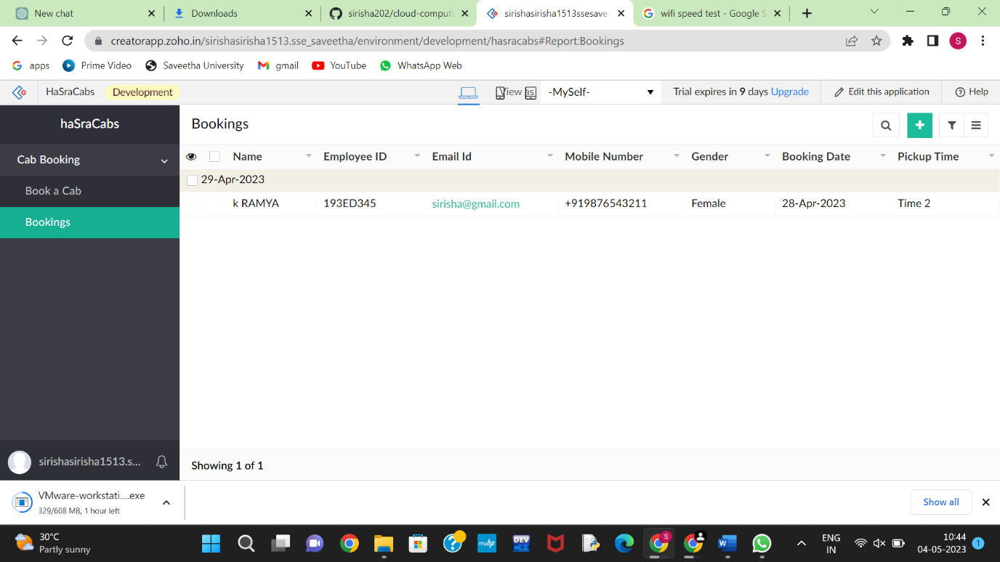 New chat
Downloads
sirisha202/cloud-computi
sirishasirisha1513ssesave
wifi speed test - Google S
creatorapp.zoho.in/sirishasirisha1513.sse_saveetha/environment/development/hasracabs#Report:Bookings
S
apps
Prime Video
Saveetha University
gmail
YouTube
WhatsApp Web
HaSraCabs
Development
View as
-MySelf-
Trial expires in 9 days Upgrade
Edit this application
Help
haSraCabs
Bookings
Cab Booking
Name
Employee ID
Email Id
Mobile Number
Gender
Booking Date
Pickup Time
29-Apr-2023
Book a Cab
k RAMYA
193ED345
sirisha@gmail.com
+919876543211
Female
28-Apr-2023
Time 2
Bookings
sirishasirisha1513.s...
Showing 1 of 1
VMware-workstati....exe
329/608 MB, 1 hour left
Show all
30°C
Partly sunny
myhp
DEV
C++
S
W
ENG
IN
10:44
04-05-2023
1